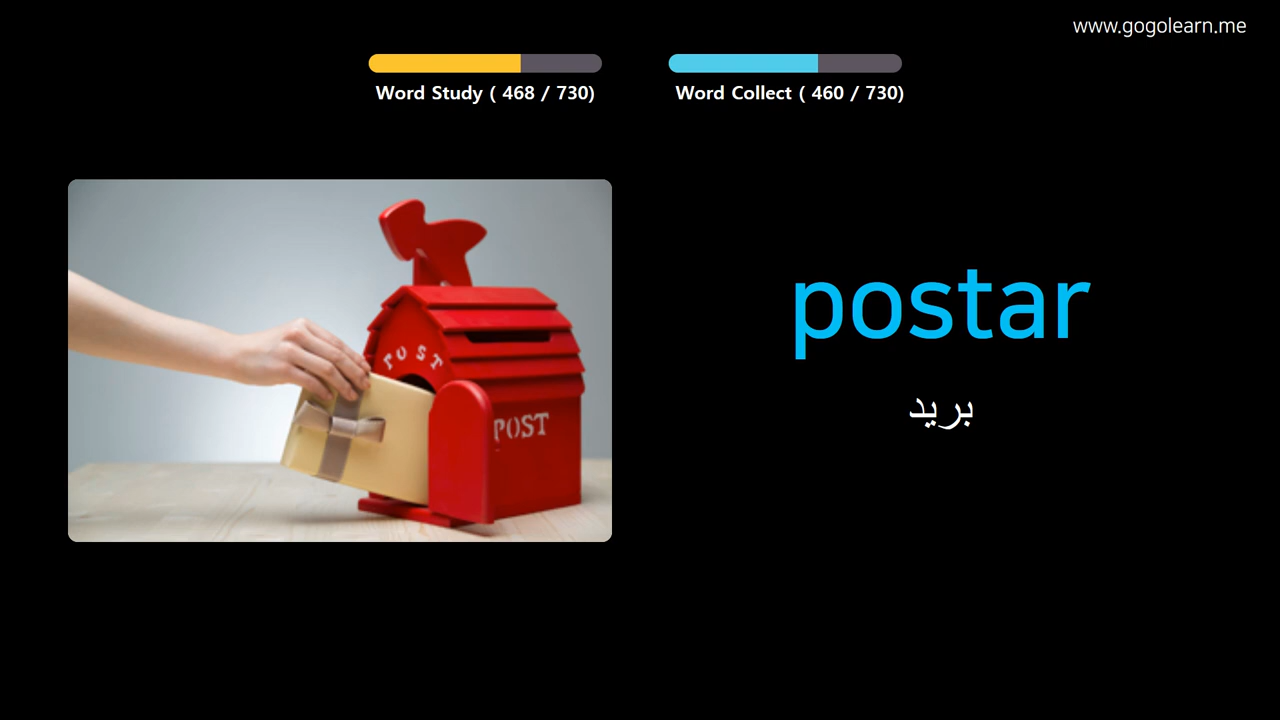 www.gogolearn.me
Word Study ( 468 / 730)
Word Collect ( 460 / 730)
POST
POST
postar
بريد